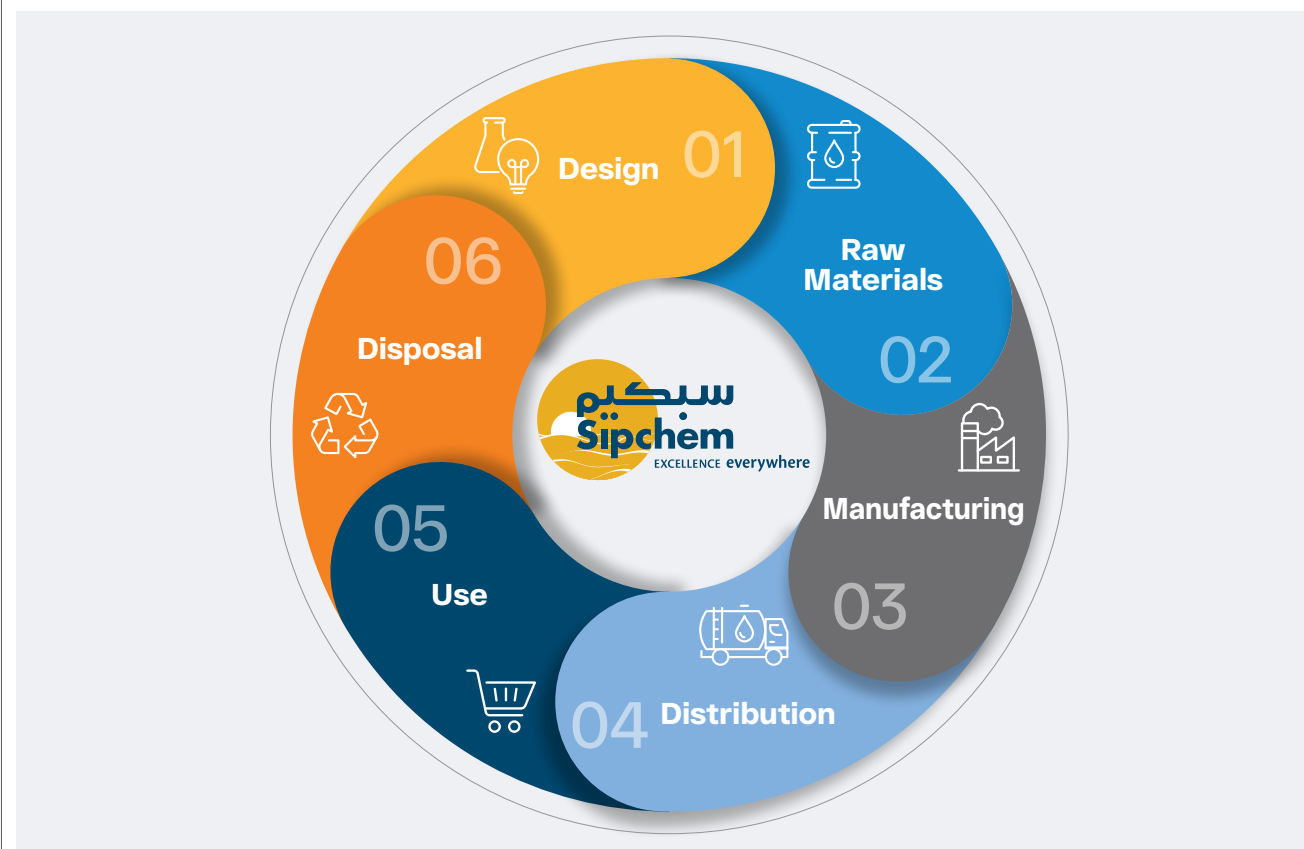 01
Design
Raw
Materials
02
Manufacturing
03
Distribution
04
05
Use
06
Disposal
سبكيم
Sipchem
EXCELLENCE everywhere